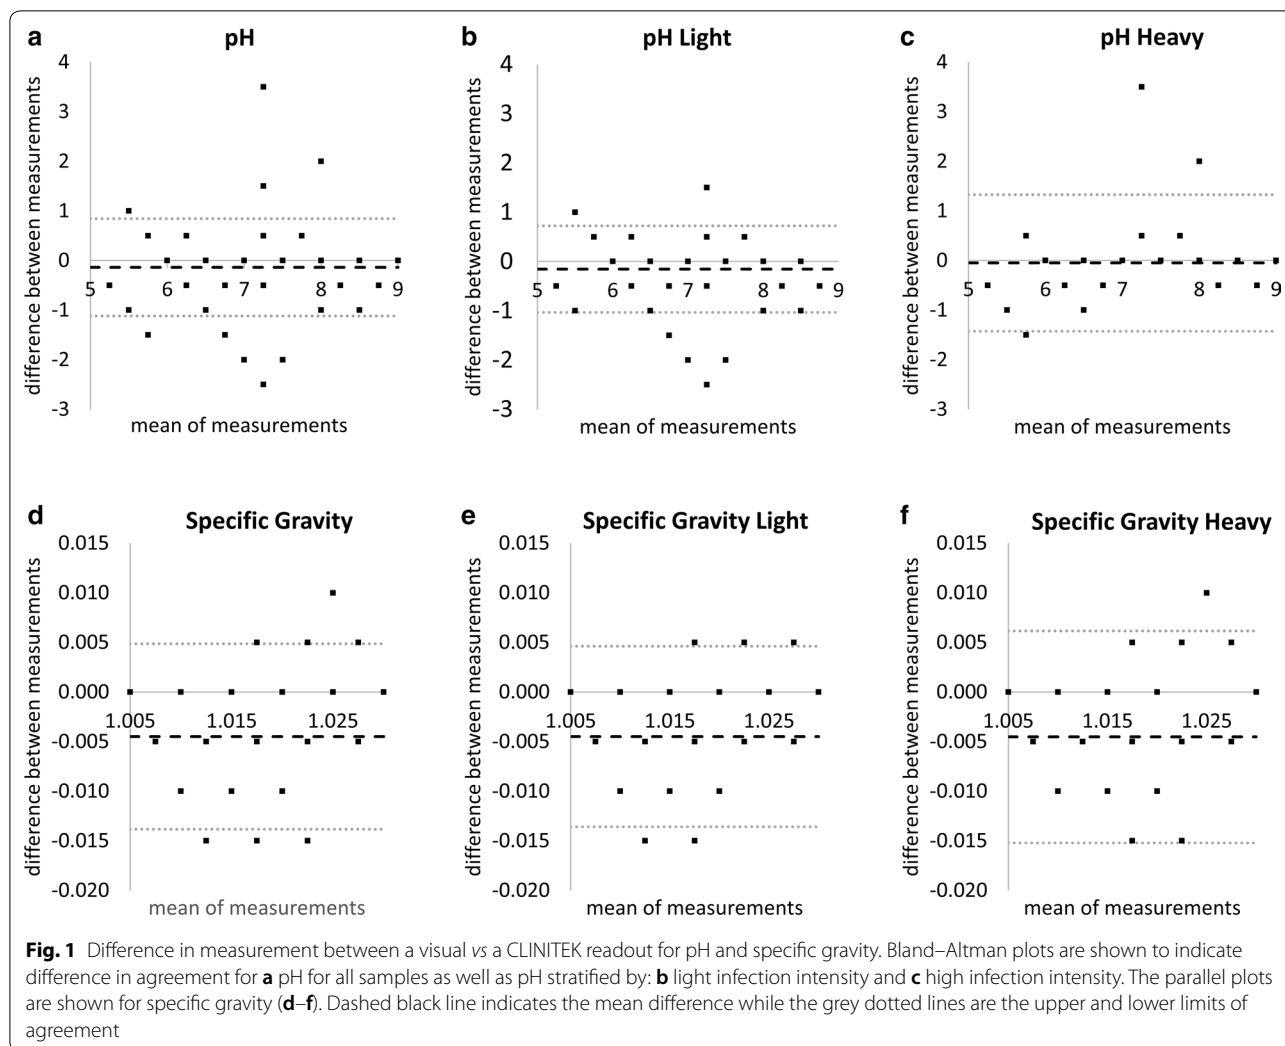 a
pH
4
3
2
1
0
-1
-2
-3
5
6
7
8
9
difference between measurements
mean of measurements
b
pH Light
4
3
2
1
0
-1
-2
-3
5
6
7
8
9
difference between measurements
mean of measurements
c
pH Heavy
4
3
2
1
0
-1
-2
-3
5
6
7
8
9
difference between measurements
mean of measurements
d
Specific Gravity
0.015
0.010
0.005
0.000
-0.005
-0.010
-0.015
-0.020
1.005
1.015
1.025
difference between measurements
mean of measurements
e
Specific Gravity Light
0.015
0.010
0.005
0.000
-0.005
-0.010
-0.015
-0.020
1.005
1.015
1.025
difference between measurements
mean of measurements
f
Specific Gravity Heavy
0.015
0.010
0.005
0.000
-0.005
-0.010
-0.015
-0.020
1.005
1.015
1.025
difference between measurements
mean of measurements
Fig. 1 Difference in measurement between a visual vs a CLINITEK readout for pH and specific gravity. Bland–Altman plots are shown to indicate
difference in agreement for a pH for all samples as well as pH stratified by: b light infection intensity and c high infection intensity. The parallel plots
are shown for specific gravity (d–f). Dashed black line indicates the mean difference while the grey dotted lines are the upper and lower limits of
agreement